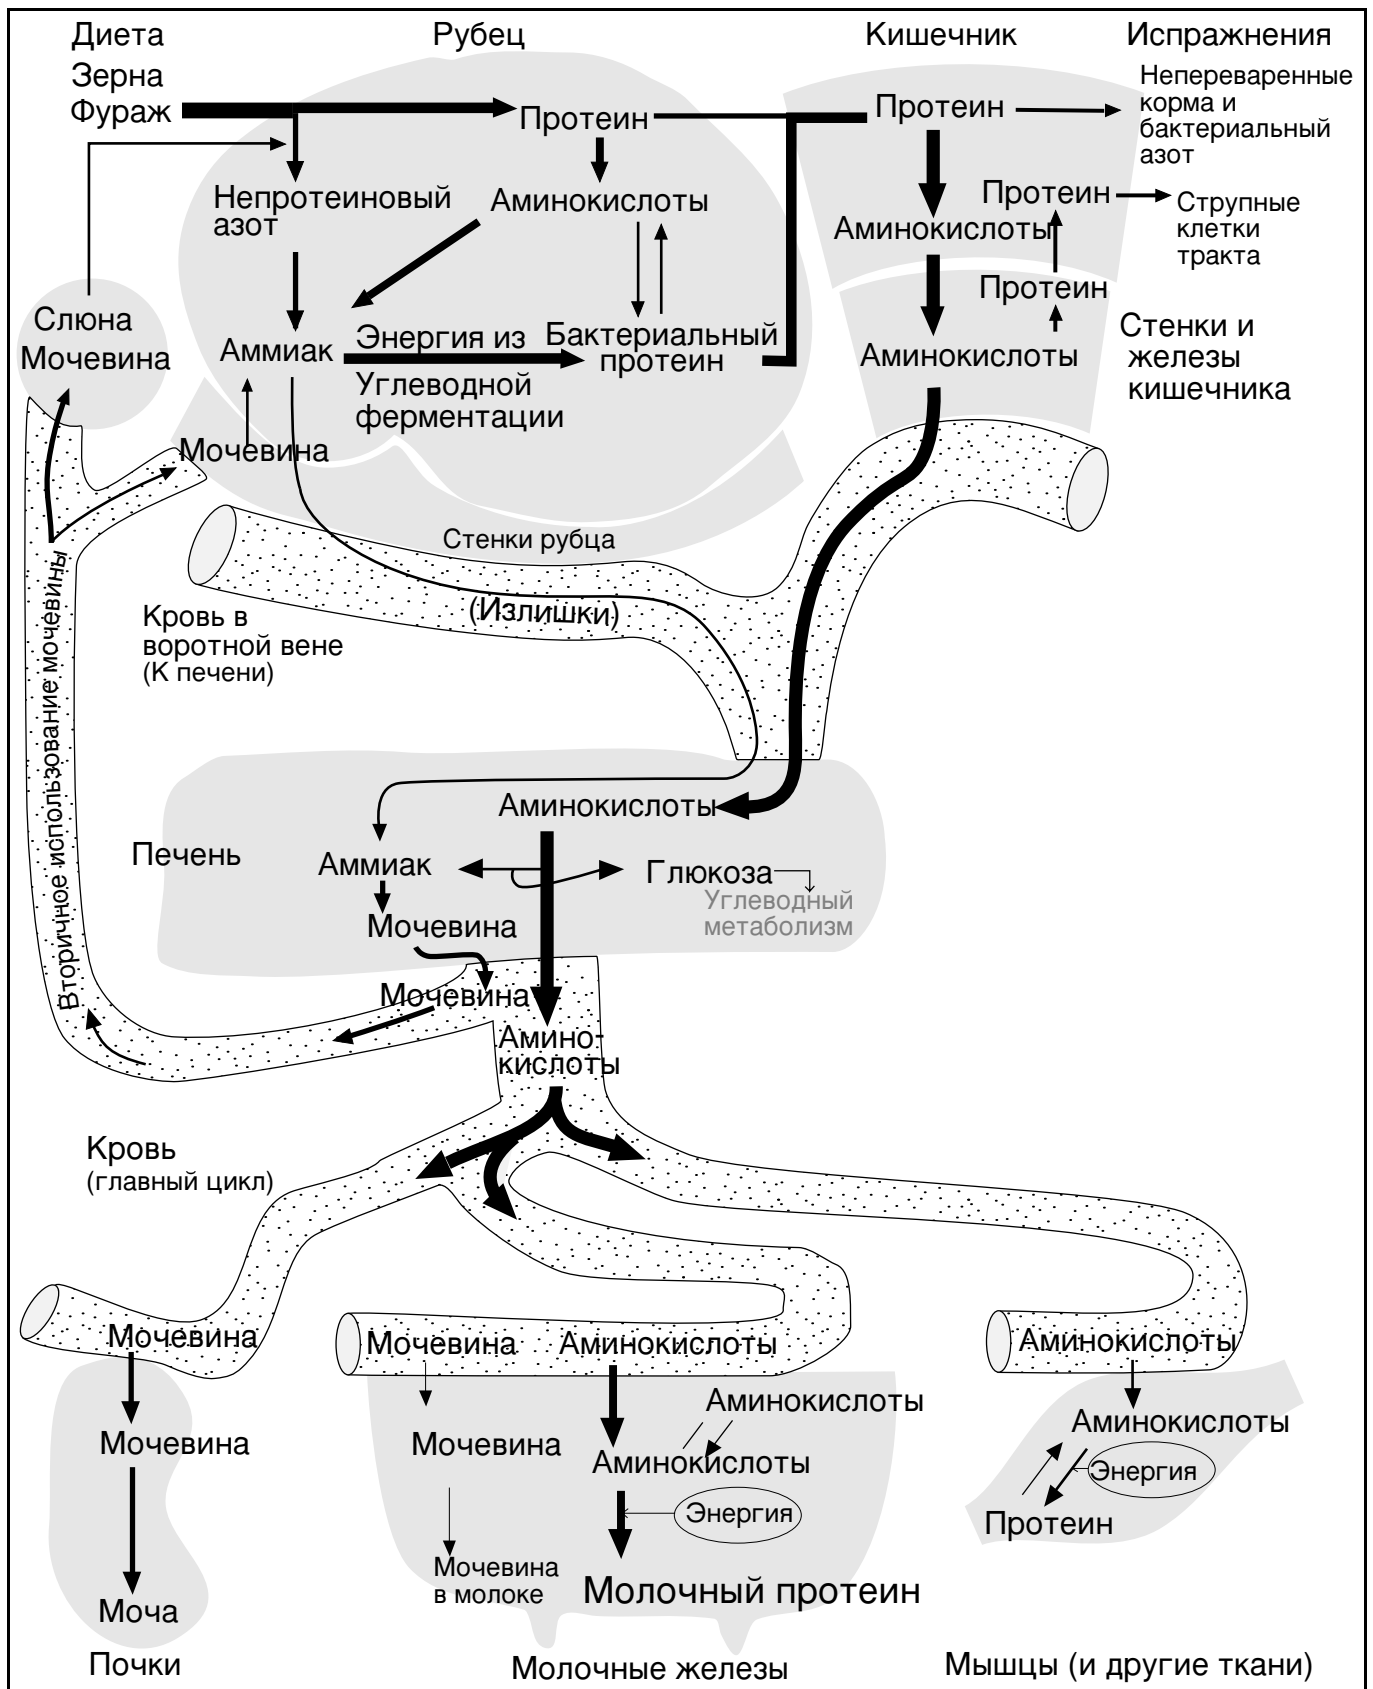 Диета
Рубец
Кишечник
Испражнения
Зерна
Фураж
Протеин
Протеин
Непереваренные
корма и
бактериальный
азот
Непротеиновый
азот
Аминокислоты
Протеин
Аминокислоты
Струпные
клетки
тракта
Протеин
Слюна
Мочевина
Аммиак
Энергия из
Углеводной
ферментации
Бактериальный
протеин
Аминокислоты
Стенки и
железы
кишечника
Мочевина
Стенки рубца
(Излишки)
Кровь в
воротной вене
(К печени)
Вторичное использование мочевины
Аминокислоты
Печень
Аммиак
Глюкоза
Углеводный
метаболизм
Мочевина
Мочевина
Амино-
кислоты
Кровь
(главный цикл)
Мочевина
Мочевина
Аминокислоты
Аминокислоты
Аминокислоты
Аминокислоты
Мочевина
Мочевина
Аминокислоты
Энергия
Энергия
Протеин
Мочевина
в молоке
Молочный протеин
Моча
Почки
Молочные железы
Мышцы (и другие ткани)